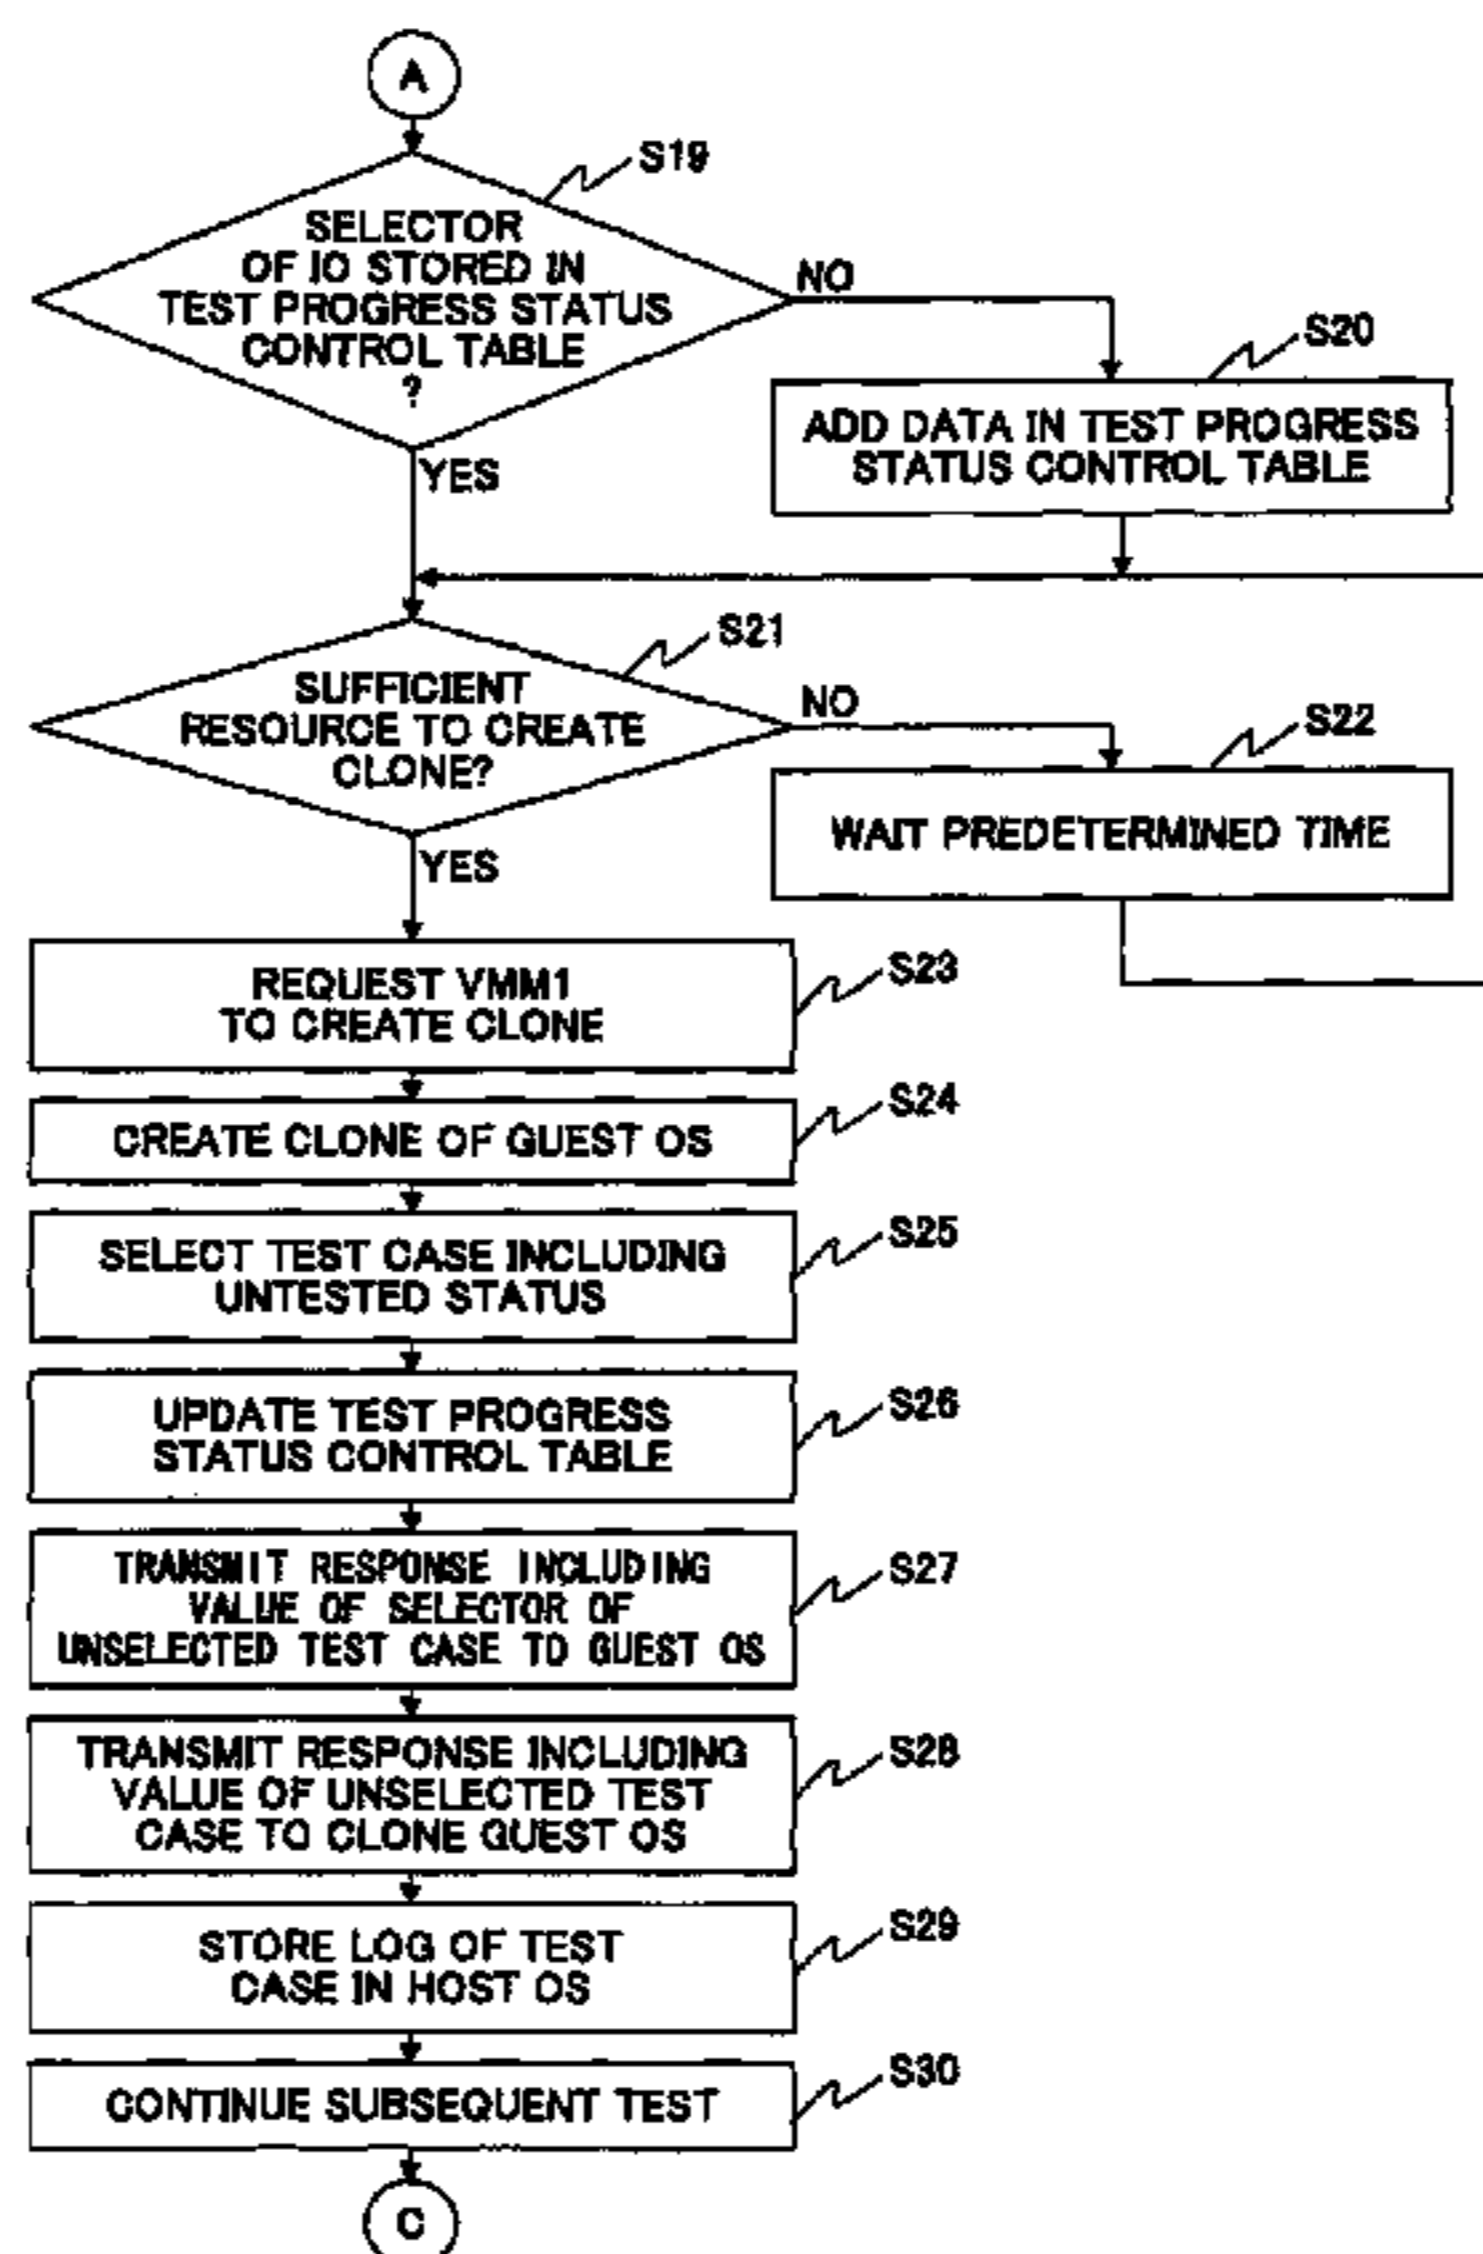 A
S19
SELECTOR
OF IO STORED IN
TEST PROGRESS STATUS
CONTROL TABLE
?
NO
S20
ADD DATA IN TEST PROGRESS
STATUS CONTROL TABLE
YES
S21
SUFFICIENT
RESOURCE TO CREATE
CLONE?
NO
S22
WAIT PREDETERMINED TIME
YES
S23
REQUEST VMM1
TO CREATE CLONE
S24
CREATE CLONE OF GUEST OS
S25
SELECT TEST CASE INCLUDING
UNTESTED STATUS
S26
UPDATE TEST PROGRESS
STATUS CONTROL TABLE
S27
TRANSMIT RESPONSE INCLUDING
VALUE OF SELECTOR OF
UNSELECTED TEST CASE TO GUEST OS
S28
TRANSMIT RESPONSE INCLUDING
VALUE OF UNSELECTED TEST
CASE TO CLONE GUEST OS
S29
STORE LOG OF TEST
CASE IN HOST OS
S30
CONTINUE SUBSEQUENT TEST
C